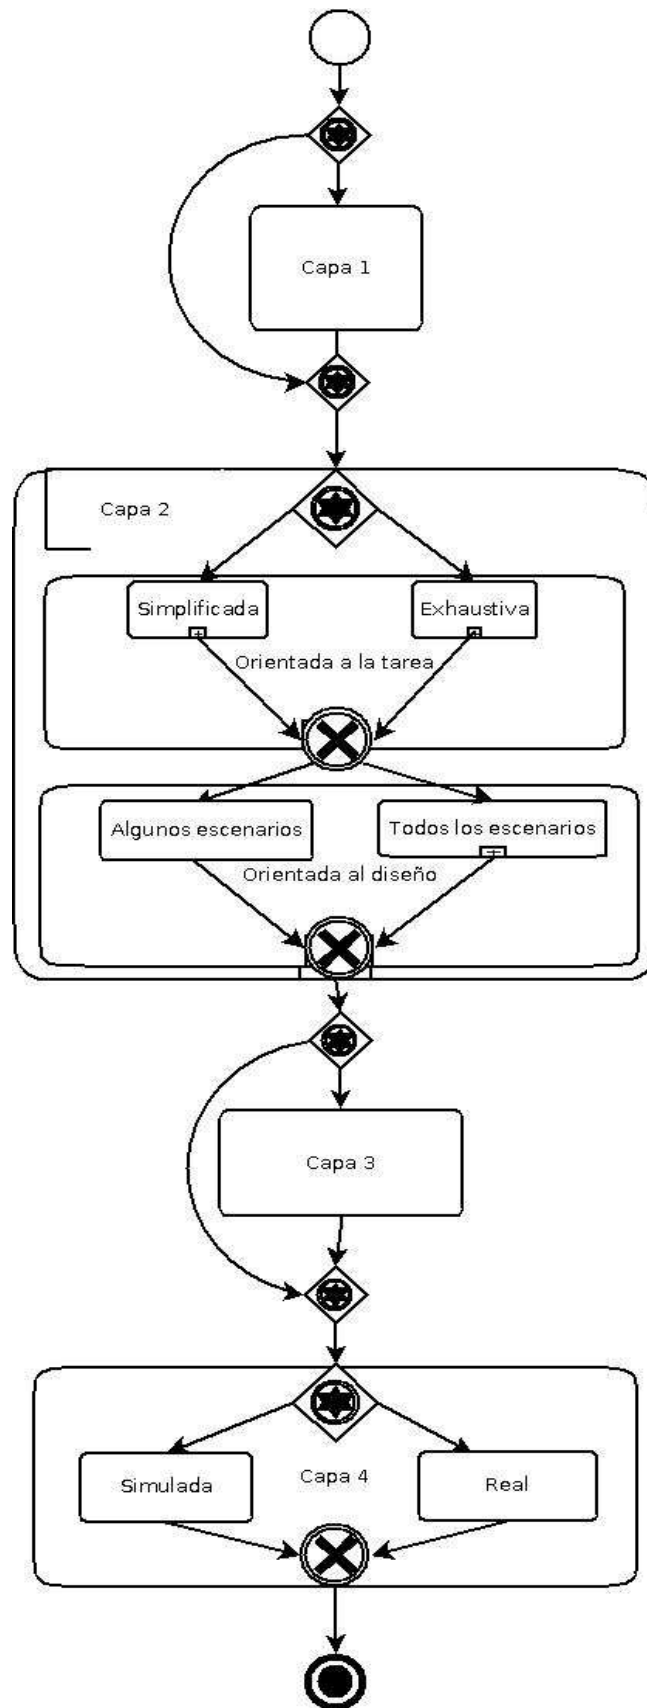 Capa 1
Capa 2
Simplificada
Exhaustiva
Orientada a la tarea
Algunos escenarios
Todos los escenarios
Orientada al diseño
Capa 3
Capa 4
Simulada
Real